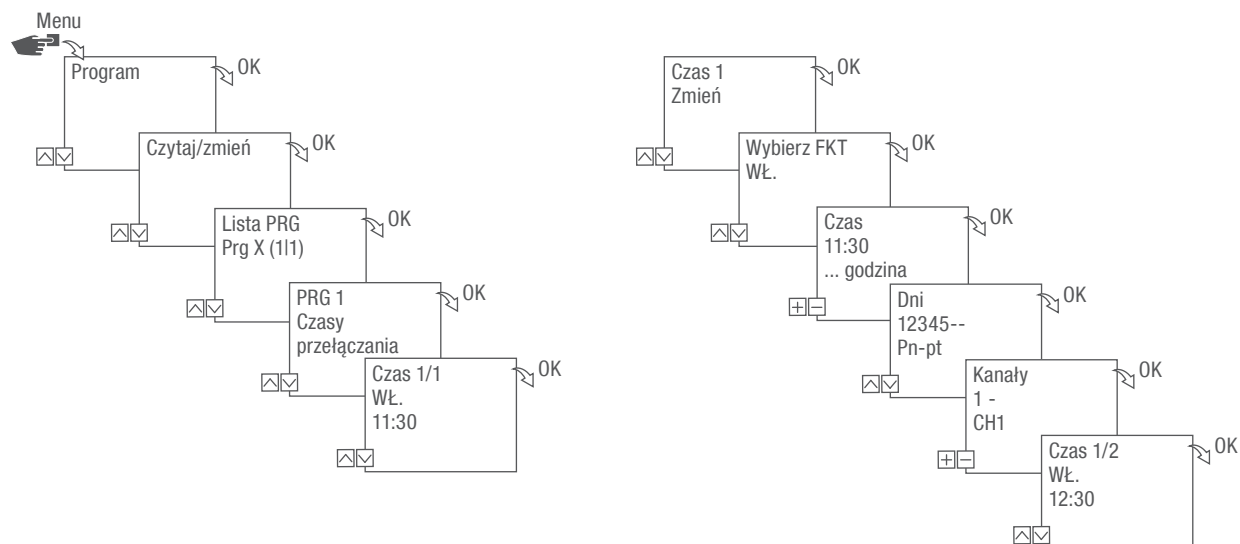 Menu
Program
OK
Czytaj/zmień
OK
Lista PRG
OK
Prg X (1|1)
PRG 1
OK
Czasy
przełączania
Czas 1/1
OK
WŁ.
11:30
Czas 1
OK
Zmień
Wybierz FKT
OK
WŁ.
Czas
OK
11:30
... godzina
Dni
OK
12345--
Pn-pt
Kanały
OK
1 -
CH1
Czas 1/2
OK
WŁ.
12:30